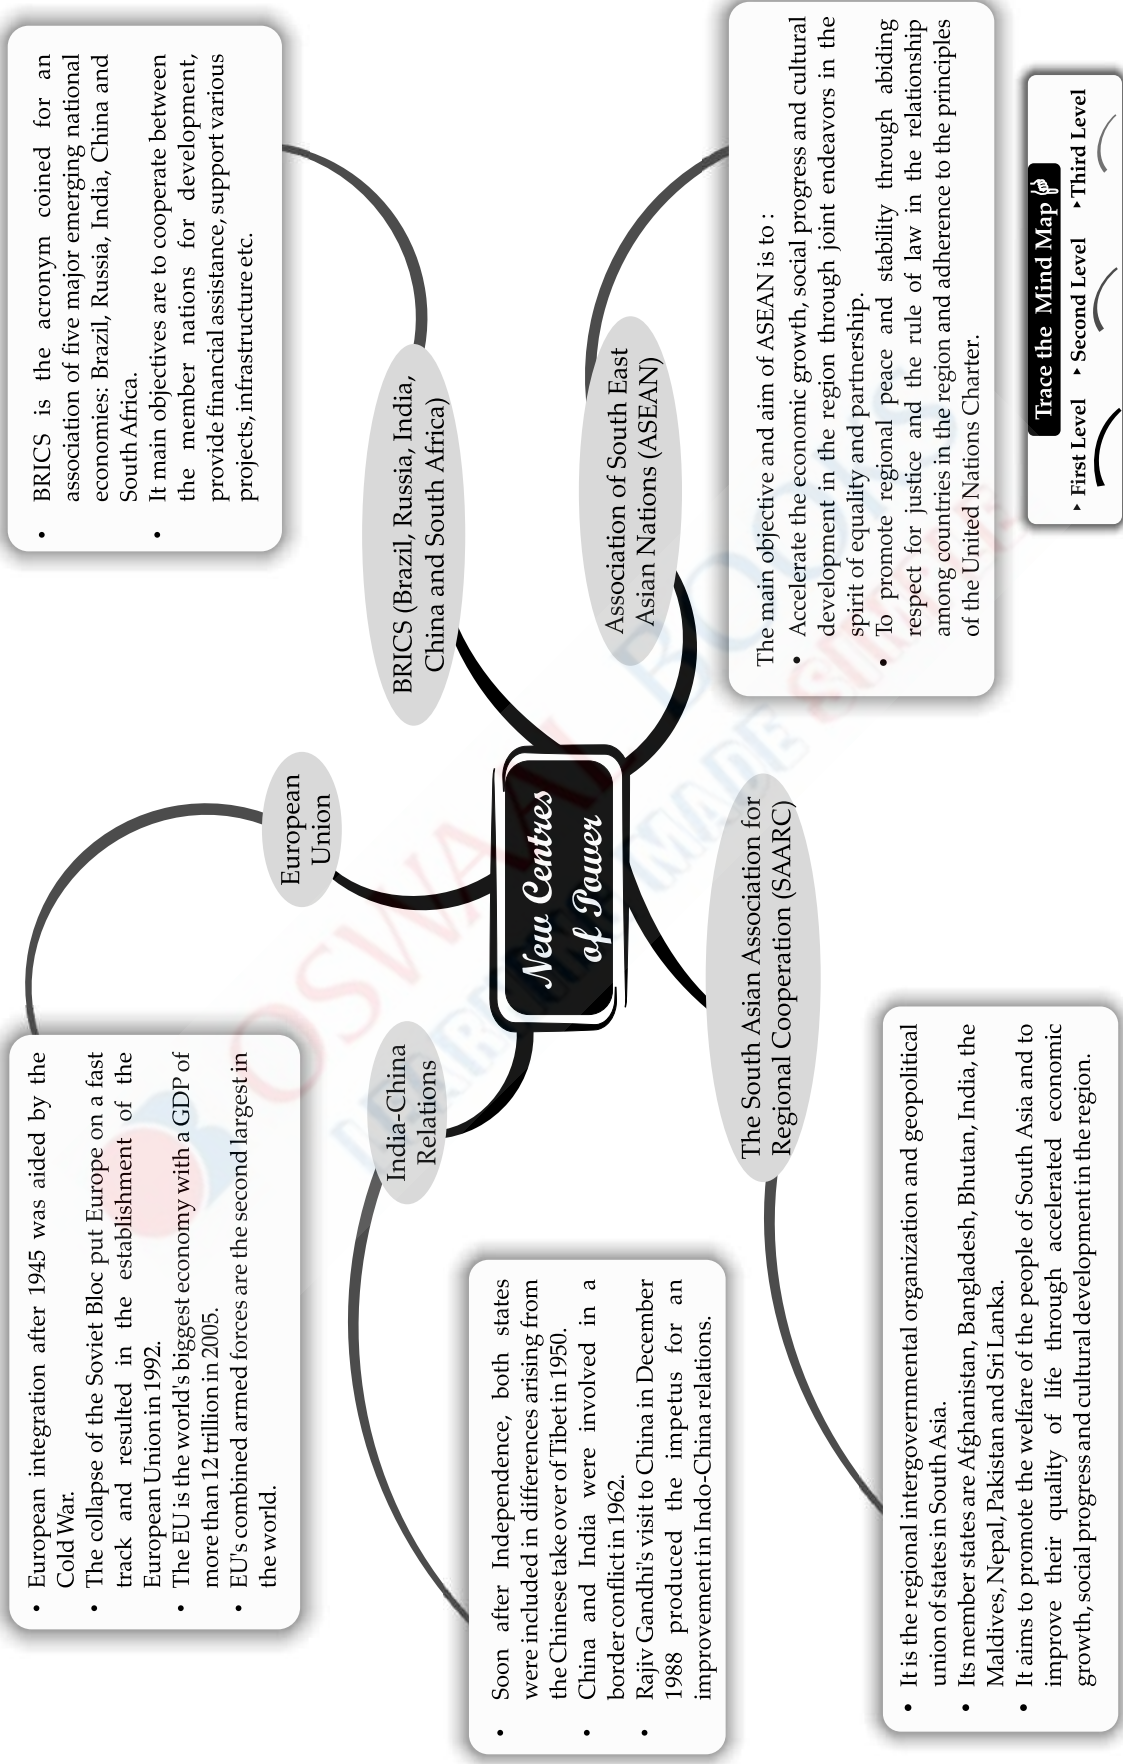 New Centres
of Power
European
Union
• European integration after 1945 was aided by the
Cold War.
• The collapse of the Soviet Bloc put Europe on a fast
track and resulted in the establishment of the
European Union in 1992.
• The EU is the world's biggest economy with a GDP of
more than 12 trillion in 2005.
• EU's combined armed forces are the second largest in
the world.
BRICS (Brazil, Russia, India,
China and South Africa)
• BRICS is the acronym coined for an
association of five major emerging national
economies: Brazil, Russia, India, China and
South Africa.
• It main objectives are to cooperate between
the member nations for development,
provide financial assistance, support various
projects, infrastructure etc.
India-China
Relations
• Soon after Independence, both states
were included in differences arising from
the Chinese take over of Tibet in 1950.
• China and India were involved in a
border conflict in 1962.
• Rajiv Gandhi's visit to China in December
1988 produced the impetus for an
improvement in Indo-China relations.
Association of South East
Asian Nations (ASEAN)
The main objective and aim of ASEAN is to :
• Accelerate the economic growth, social progress and cultural
development in the region through joint endeavors in the
spirit of equality and partnership.
• To promote regional peace and stability through abiding
respect for justice and the rule of law in the relationship
among countries in the region and adherence to the principles
of the United Nations Charter.
The South Asian Association for
Regional Cooperation (SAARC)
• It is the regional intergovernmental organization and geopolitical
union of states in South Asia.
• Its member states are Afghanistan, Bangladesh, Bhutan, India, the
Maldives, Nepal, Pakistan and Sri Lanka.
• It aims to promote the welfare of the people of South Asia and to
improve their quality of life through accelerated economic
growth, social progress and cultural development in the region.
Trace the Mind Map
▸ First Level ▸ Second Level ▸ Third Level
OSWAAL BOOKS
LEARNING MADE SIMPLE